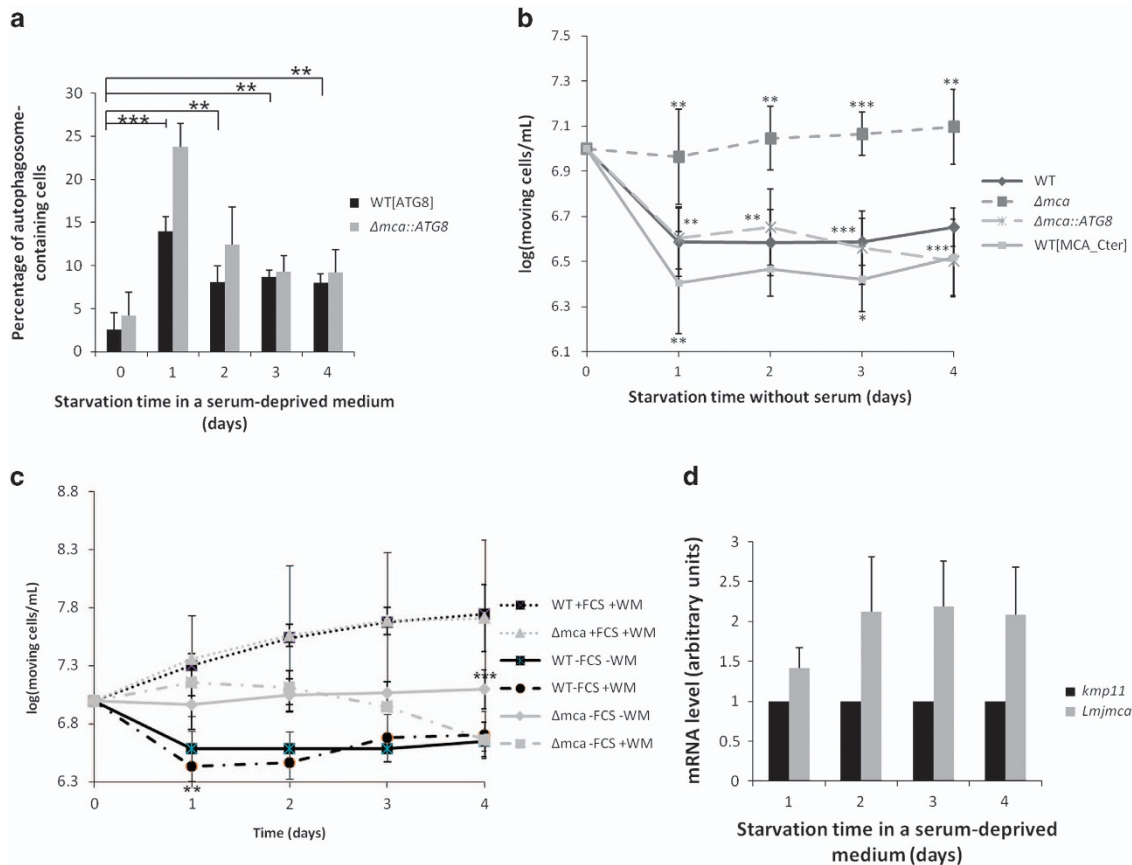 a
**
**
**
***
30
25
20
15
10
5
0
Percentage of autophagosome-
containing cells
WT[ATG8]
Δmca::ATG8
0 1 2 3 4
Starvation time in a serum-deprived medium
(days)
b
7.5
7.3
7.1
6.9
6.7
6.5
6.3
6.1
log(moving cells/mL)
** ** *** **
** ** *** ***
** *
WT
Δmca
Δmca::ATG8
WT[MCA_Cter]
0 1 2 3 4
Starvation time without serum (days)
c
8.8
8.3
7.8
7.3
6.8
6.3
log(moving cells/mL)
***
**
WT +FCS +WM
Δmca +FCS +WM
WT -FCS -WM
WT-FCS +WM
Δmca -FCS -WM
Δmca -FCS +WM
0 1 2 3 4
Time (days)
d
3
2.5
2
1.5
1
0.5
0
mRNA level (arbitrary units)
kmp11
Lmjmca
1 2 3 4
Starvation time in a serum-deprived
medium (days)